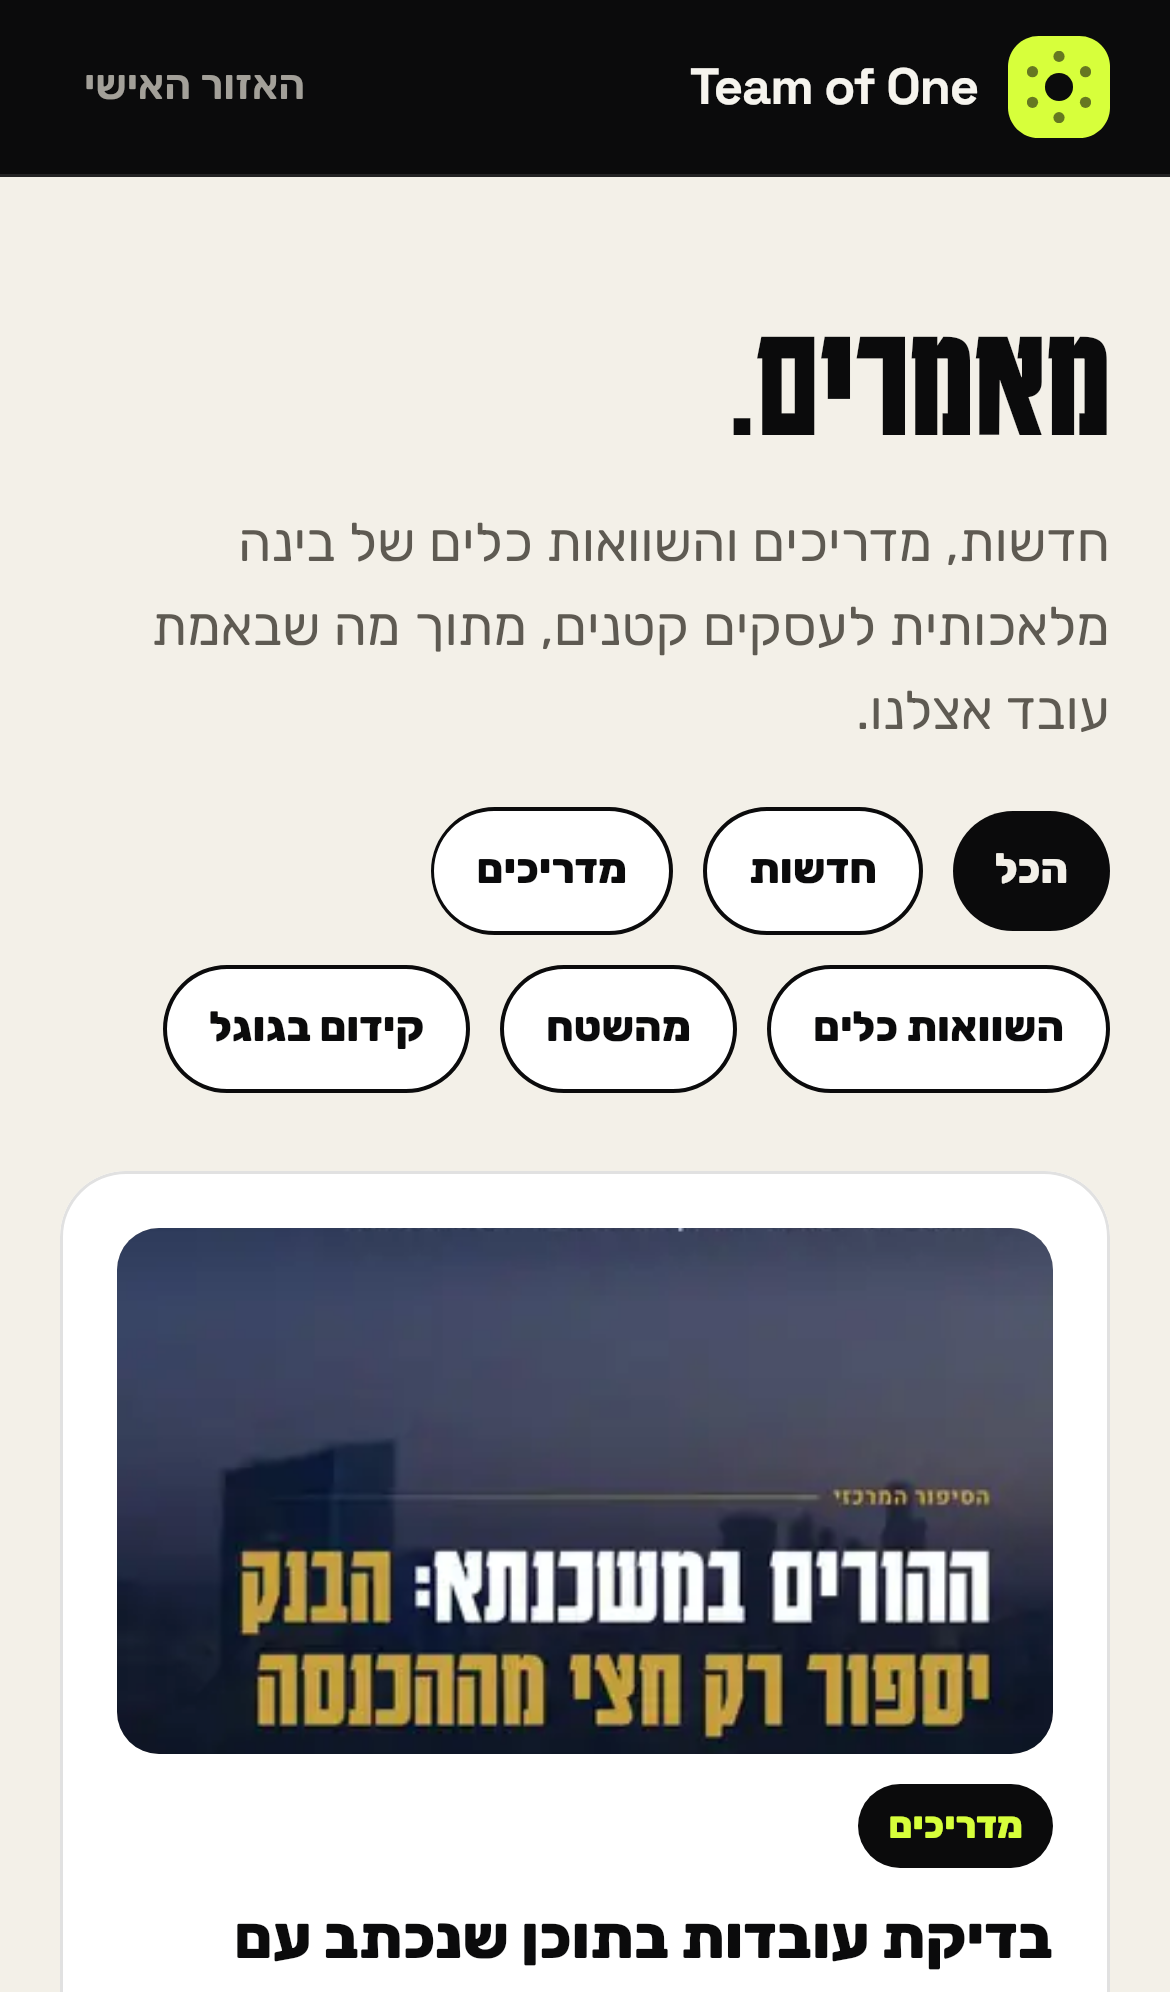 Team of One
האזור האישי
מאמרים.
חדשות, מדריכים והשוואות כלים של בינה
מלאכותית לעסקים קטנים, מתוך מה שבאמת
עובד אצלנו.
הכל
חדשות
מדריכים
השוואות כלים
מהשטח
קידום בגוגל
הסיפור המרכזי
ההורים במשכנתא: הבנק
יספור רק חצי מההכנסה
מדריכים
בדיקת עובדות בתוכן שנכתב עם